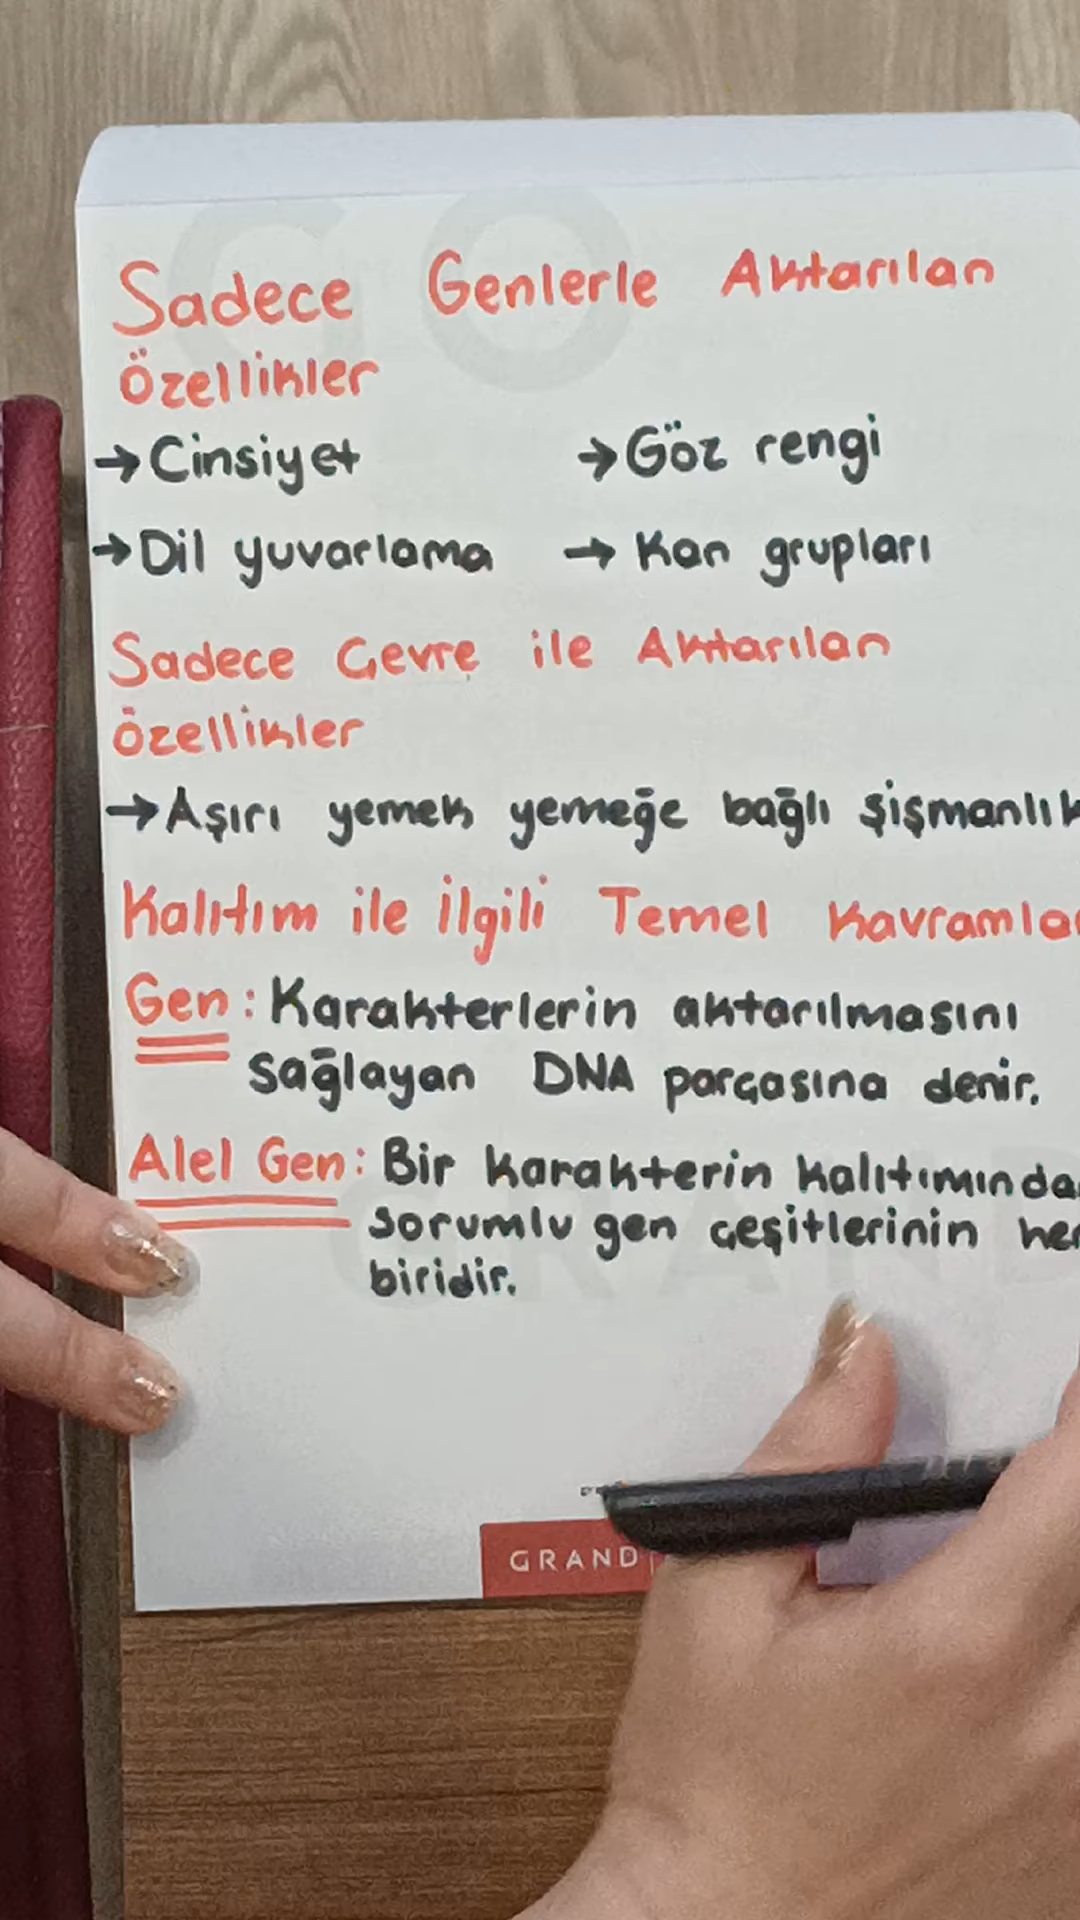 Sadece Genlerle Aktarılan
Özellikler
→ Cinsiyet → Göz rengi
→ Dil yuvarlama → Kan grupları
Sadece Çevre ile Aktarılan
Özellikler
→ Aşırı yemek yemeğe bağlı şişmanlık
Kalıtım ile İlgili Temel
Gen: Karakterlerin aktarılmasını
sağlayan DNA parçasına denir.
Alel Gen: Bir karakterin kalıtımında
sorumlu gen çeşitlerinin her
biridir.
GRAND